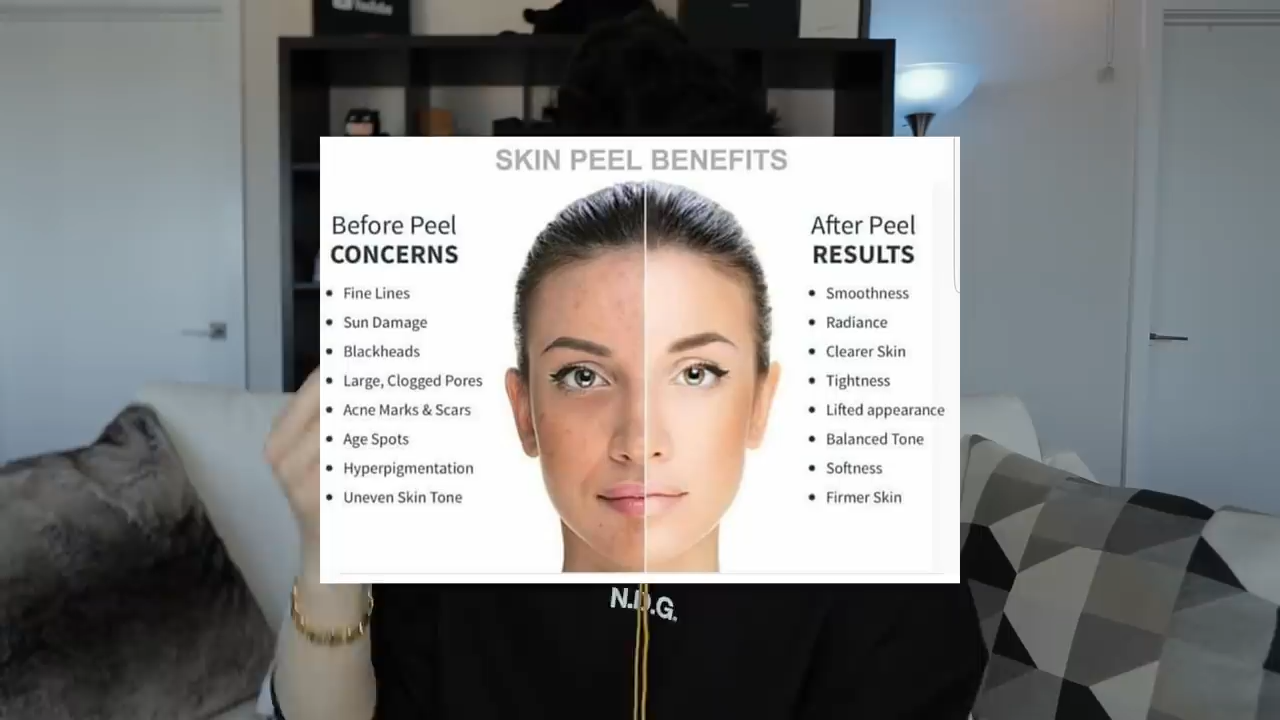 YouTube
SKIN PEEL BENEFITS
Before Peel
CONCERNS
Fine Lines
Sun Damage
Blackheads
Large, Clogged Pores
Acne Marks & Scars
Age Spots
Hyperpigmentation
Uneven Skin Tone
After Peel
RESULTS
Smoothness
Radiance
Clearer Skin
Tightness
Lifted appearance
Balanced Tone
Softness
Firmer Skin
N.D.G.